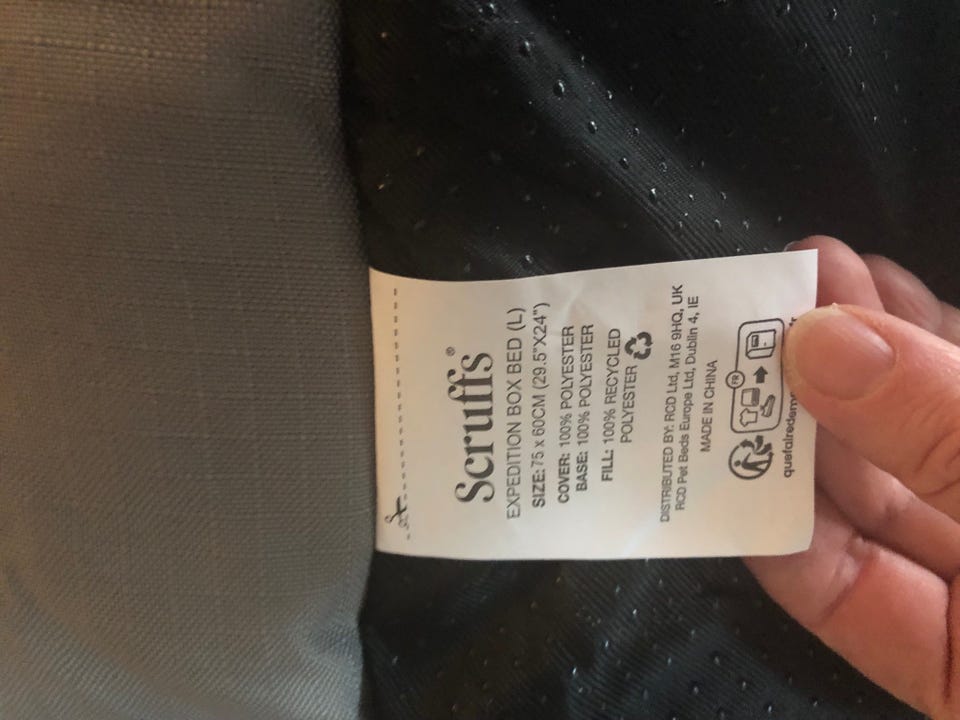 Scruffs®
EXPEDITION BOX BED (L)
SIZE: 75 x 60CM (29.5"X24")
COVER: 100% POLYESTER
BASE: 100% POLYESTER
FILL: 100% RECYCLED
POLYESTER
DISTRIBUTED BY: RCD Ltd, M16 9HQ, UK
RCD Pet Beds Europe Ltd, Dublin 4, IE
MADE IN CHINA
FR